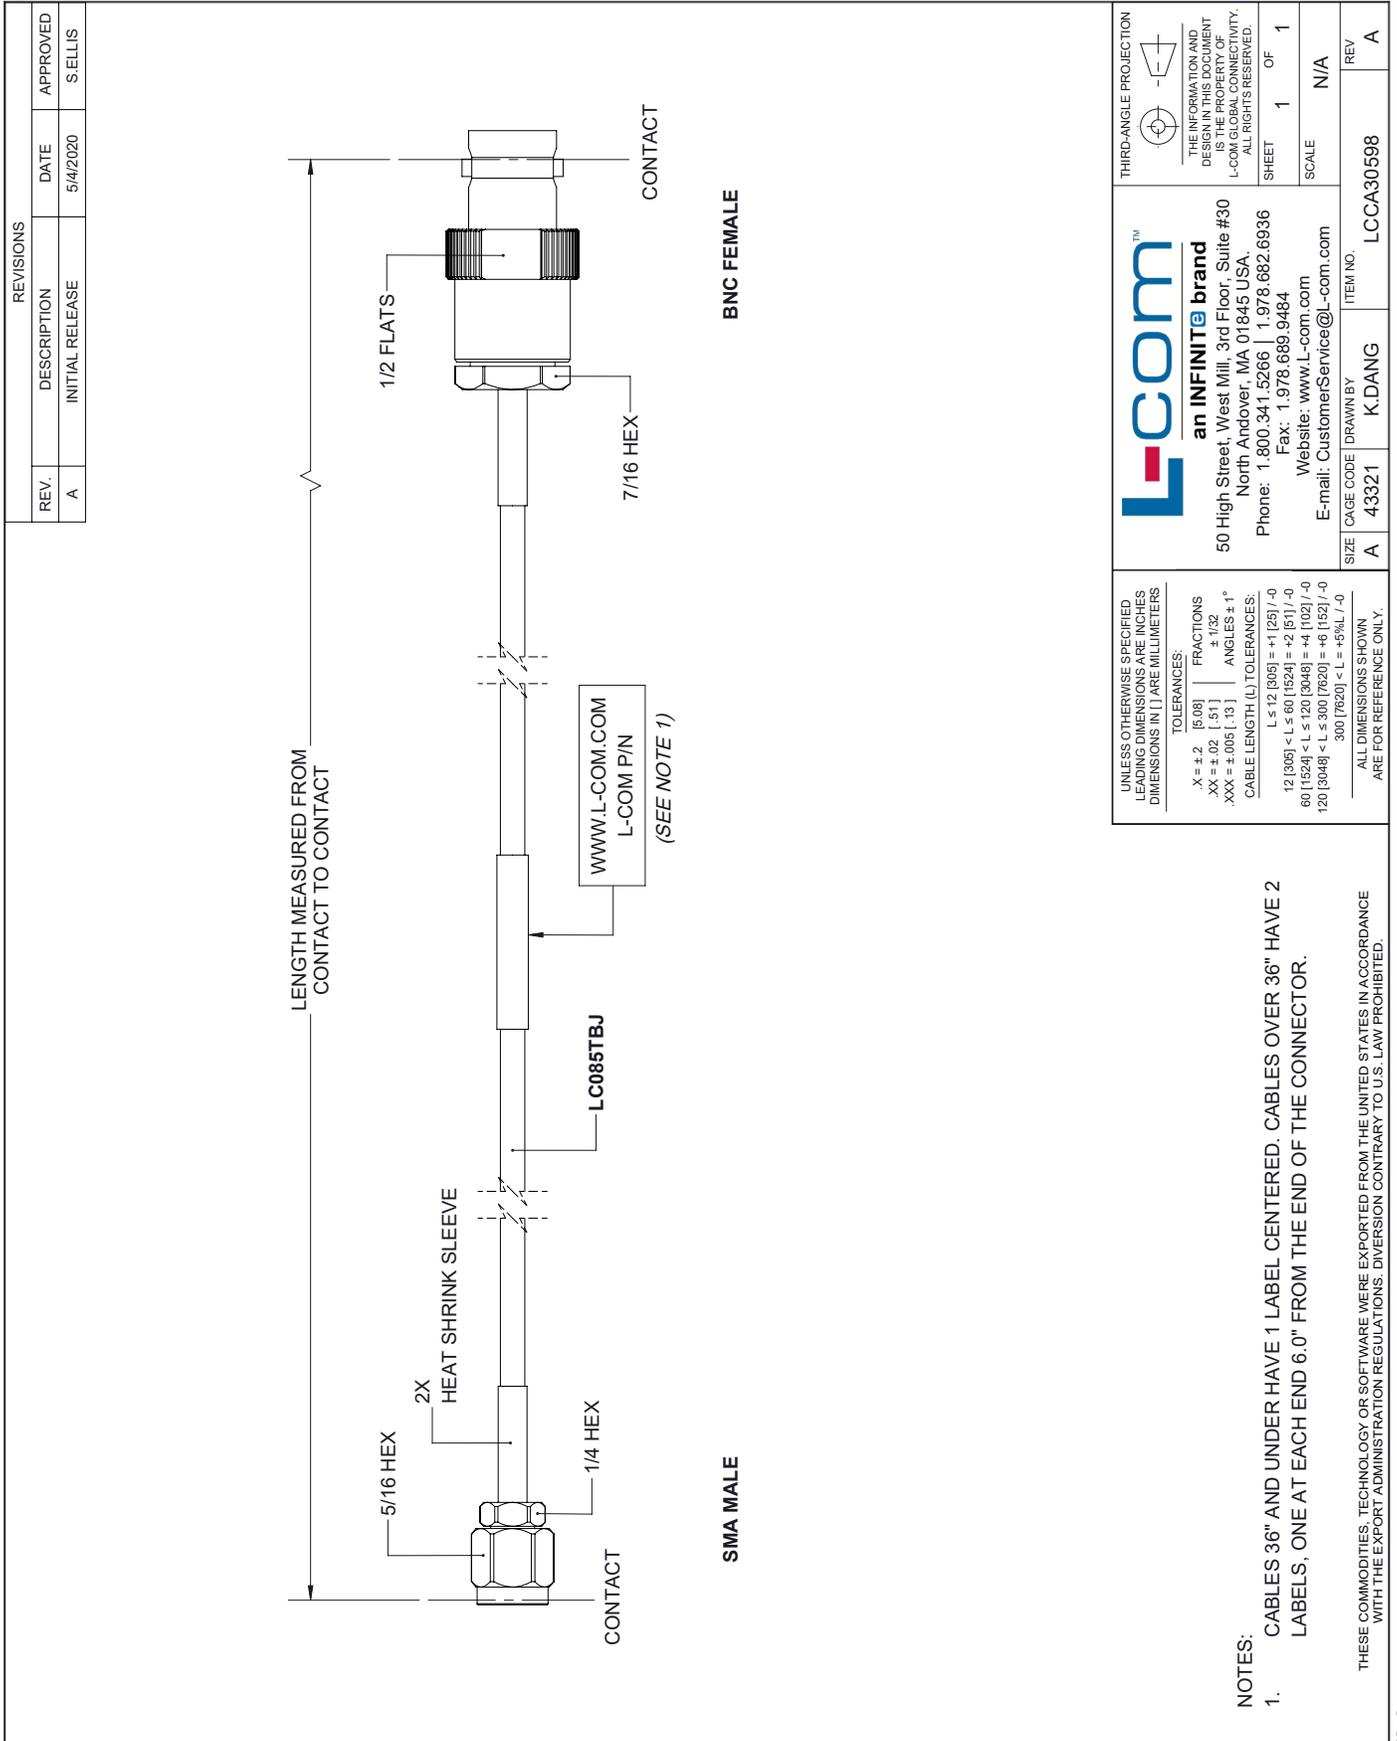 REVISIONS
REV. DESCRIPTION DATE APPROVED
A INITIAL RELEASE 5/4/2020 S.ELLIS
LENGTH MEASURED FROM
CONTACT TO CONTACT
5/16 HEX
2X
HEAT SHRINK SLEEVE
1/2 FLATS
1/4 HEX
LC085TBJ
WWW.L-COM.COM
L-COM P/N
(SEE NOTE 1)
7/16 HEX
CONTACT
CONTACT
SMA MALE
BNC FEMALE
NOTES:
1. CABLES 36" AND UNDER HAVE 1 LABEL CENTERED. CABLES OVER 36" HAVE 2
LABELS, ONE AT EACH END 6.0" FROM THE END OF THE CONNECTOR.
THESE COMMODITIES, TECHNOLOGY OR SOFTWARE WERE EXPORTED FROM THE UNITED STATES IN ACCORDANCE
WITH THE EXPORT ADMINISTRATION REGULATIONS. DIVERSION CONTRARY TO U.S. LAW PROHIBITED.
UNLESS OTHERWISE SPECIFIED
LEADING DIMENSIONS ARE INCHES
DIMENSIONS IN [ ] ARE MILLIMETERS
TOLERANCES:
.X = ±.2 [5.08] FRACTIONS
.XX = ±.02 [.51] ± 1/32
.XXX = ±.005 [.13] ANGLES ± 1°
CABLE LENGTH (L) TOLERANCES:
L ≤ 12 [305] = +1 [25] / -0
12 [305] < L ≤ 60 [1524] = +2 [51] / -0
60 [1524] < L ≤ 120 [3048] = +4 [102] / -0
120 [3048] < L ≤ 300 [7620] = +6 [152] / -0
300 [7620] < L = +5%L / -0
ALL DIMENSIONS SHOWN
ARE FOR REFERENCE ONLY.
L-com™
an INFINITe brand
50 High Street, West Mill, 3rd Floor, Suite #30
North Andover, MA 01845 USA.
Phone: 1.800.341.5266 | 1.978.682.6936
Fax: 1.978.689.9484
Website: www.L-com.com
E-mail: CustomerService@L-com.com
THIRD-ANGLE PROJECTION
THE INFORMATION AND
DESIGN IN THIS DOCUMENT
IS THE PROPERTY OF
L-COM GLOBAL CONNECTIVITY.
ALL RIGHTS RESERVED.
SHEET 1 OF 1
SCALE N/A
SIZE CAGE CODE DRAWN BY ITEM NO. REV
A 43321 K.DANG LCCA30598 A